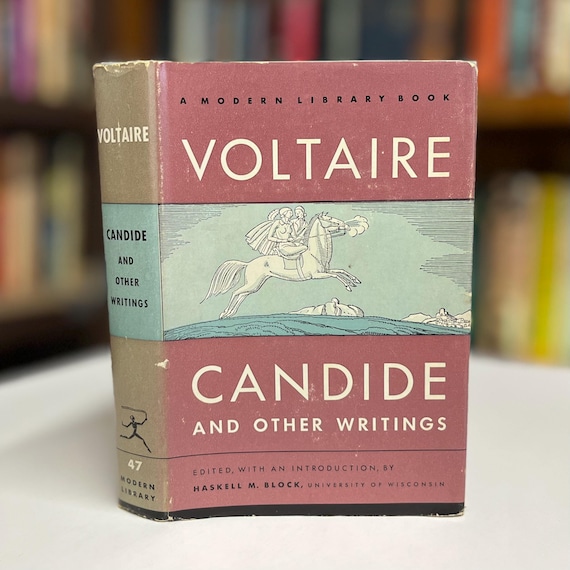 VOLTAIRE
CANDIDE
AND
OTHER
WRITINGS
47
MODERN
LIBRARY
A MODERN LIBRARY BOOK
VOLTAIRE
CANDIDE
AND OTHER WRITINGS
EDITED, WITH AN INTRODUCTION, BY
HASKELL M. BLOCK, UNIVERSITY OF WISCONSIN